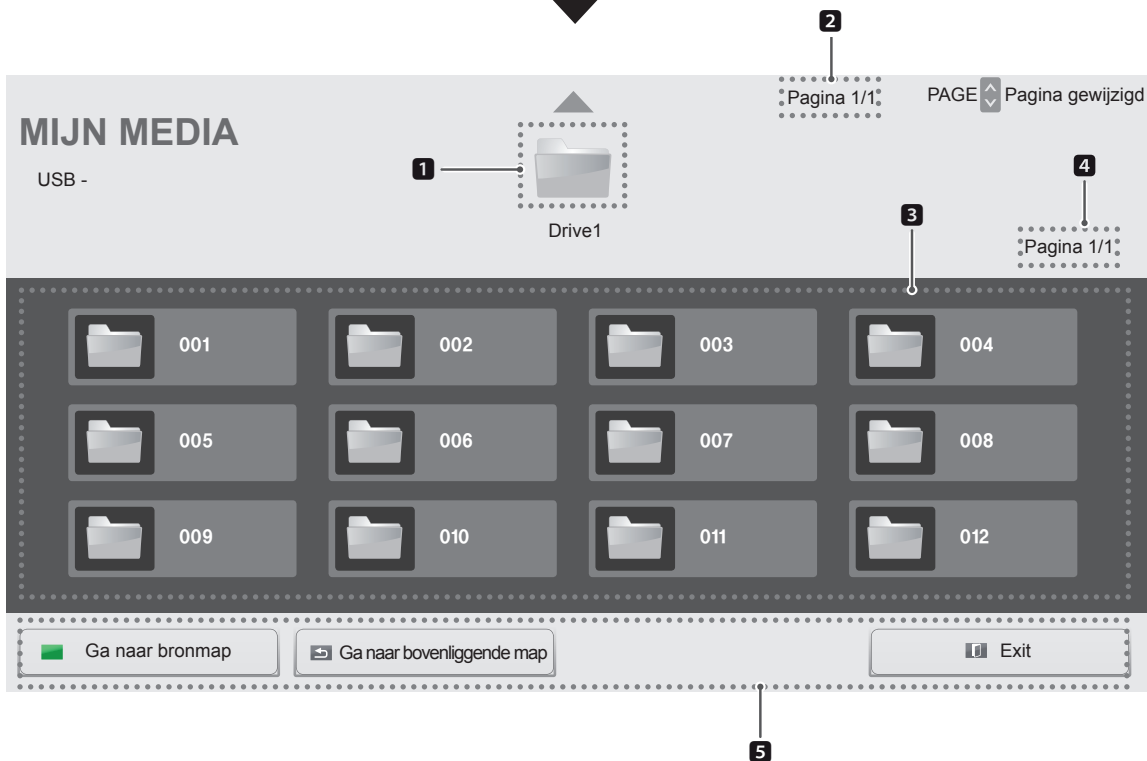 2
Pagina 1/1
PAGE Pagina gewijzigd
MIJN MEDIA
1
4
USB -
3
Drive1
Pagina 1/1
001 002 003 004
005 006 007 008
009 010 011 012
Ga naar bronmap Ga naar bovenliggende map Exit
5